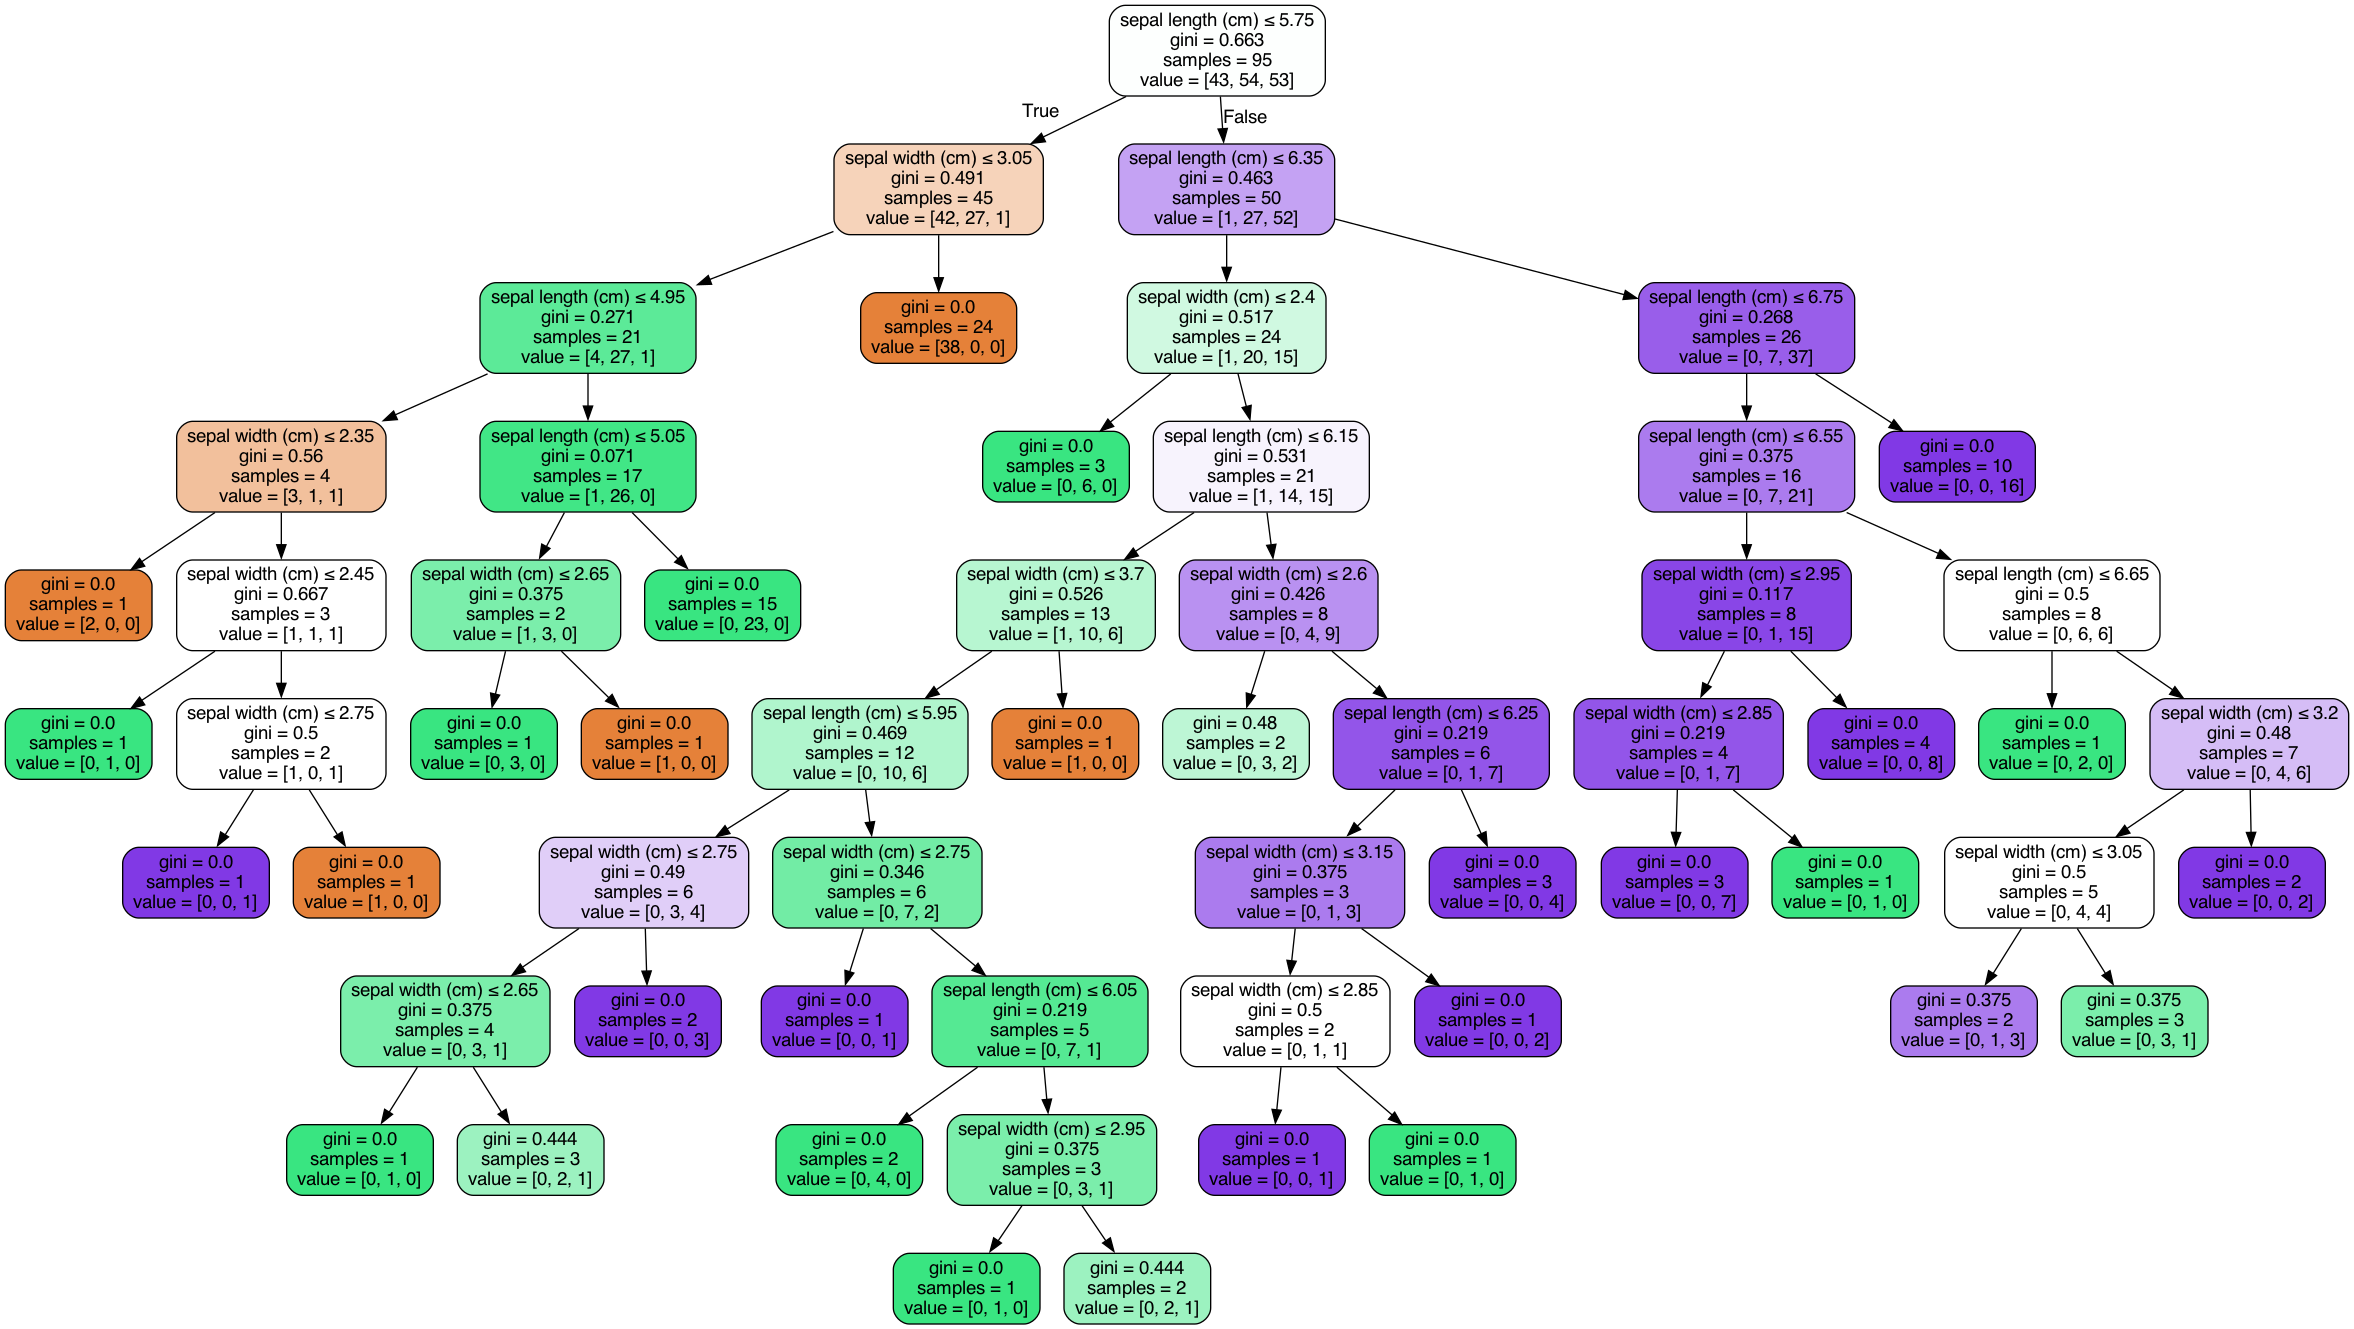 sepal length (cm) ≤ 5.75
gini = 0.663
samples = 95
value = [43, 54, 53]
True
False
sepal width (cm) ≤ 3.05
gini = 0.491
samples = 45
value = [42, 27, 1]
sepal length (cm) ≤ 6.35
gini = 0.463
samples = 50
value = [1, 27, 52]
sepal length (cm) ≤ 4.95
gini = 0.271
samples = 21
value = [4, 27, 1]
gini = 0.0
samples = 24
value = [38, 0, 0]
sepal width (cm) ≤ 2.4
gini = 0.517
samples = 24
value = [1, 20, 15]
sepal length (cm) ≤ 6.75
gini = 0.268
samples = 26
value = [0, 7, 37]
sepal width (cm) ≤ 2.35
gini = 0.56
samples = 4
value = [3, 1, 1]
sepal length (cm) ≤ 5.05
gini = 0.071
samples = 17
value = [1, 26, 0]
gini = 0.0
samples = 3
value = [0, 6, 0]
sepal length (cm) ≤ 6.15
gini = 0.531
samples = 21
value = [1, 14, 15]
sepal length (cm) ≤ 6.55
gini = 0.375
samples = 16
value = [0, 7, 21]
gini = 0.0
samples = 10
value = [0, 0, 16]
gini = 0.0
samples = 1
value = [2, 0, 0]
sepal width (cm) ≤ 2.45
gini = 0.667
samples = 3
value = [1, 1, 1]
sepal width (cm) ≤ 2.65
gini = 0.375
samples = 2
value = [1, 3, 0]
gini = 0.0
samples = 15
value = [0, 23, 0]
sepal width (cm) ≤ 3.7
gini = 0.526
samples = 13
value = [1, 10, 6]
sepal width (cm) ≤ 2.6
gini = 0.426
samples = 8
value = [0, 4, 9]
sepal width (cm) ≤ 2.95
gini = 0.117
samples = 8
value = [0, 1, 15]
sepal length (cm) ≤ 6.65
gini = 0.5
samples = 8
value = [0, 6, 6]
gini = 0.0
samples = 1
value = [0, 1, 0]
sepal width (cm) ≤ 2.75
gini = 0.5
samples = 2
value = [1, 0, 1]
gini = 0.0
samples = 1
value = [0, 3, 0]
gini = 0.0
samples = 1
value = [1, 0, 0]
sepal length (cm) ≤ 5.95
gini = 0.469
samples = 12
value = [0, 10, 6]
gini = 0.0
samples = 1
value = [1, 0, 0]
gini = 0.48
samples = 2
value = [0, 3, 2]
sepal length (cm) ≤ 6.25
gini = 0.219
samples = 6
value = [0, 1, 7]
sepal width (cm) ≤ 2.85
gini = 0.219
samples = 4
value = [0, 1, 7]
gini = 0.0
samples = 4
value = [0, 0, 8]
gini = 0.0
samples = 1
value = [0, 2, 0]
sepal width (cm) ≤ 3.2
gini = 0.48
samples = 7
value = [0, 4, 6]
gini = 0.0
samples = 1
value = [0, 0, 1]
gini = 0.0
samples = 1
value = [1, 0, 0]
sepal width (cm) ≤ 2.75
gini = 0.49
samples = 6
value = [0, 3, 4]
sepal width (cm) ≤ 2.75
gini = 0.346
samples = 6
value = [0, 7, 2]
sepal width (cm) ≤ 3.15
gini = 0.375
samples = 3
value = [0, 1, 3]
gini = 0.0
samples = 3
value = [0, 0, 4]
gini = 0.0
samples = 3
value = [0, 0, 7]
gini = 0.0
samples = 1
value = [0, 1, 0]
sepal width (cm) ≤ 3.05
gini = 0.5
samples = 5
value = [0, 4, 4]
gini = 0.0
samples = 2
value = [0, 0, 2]
sepal width (cm) ≤ 2.65
gini = 0.375
samples = 4
value = [0, 3, 1]
gini = 0.0
samples = 2
value = [0, 0, 3]
gini = 0.0
samples = 1
value = [0, 0, 1]
sepal length (cm) ≤ 6.05
gini = 0.219
samples = 5
value = [0, 7, 1]
sepal width (cm) ≤ 2.85
gini = 0.5
samples = 2
value = [0, 1, 1]
gini = 0.0
samples = 1
value = [0, 0, 2]
gini = 0.375
samples = 2
value = [0, 1, 3]
gini = 0.375
samples = 3
value = [0, 3, 1]
gini = 0.0
samples = 1
value = [0, 1, 0]
gini = 0.444
samples = 3
value = [0, 2, 1]
gini = 0.0
samples = 2
value = [0, 4, 0]
sepal width (cm) ≤ 2.95
gini = 0.375
samples = 3
value = [0, 3, 1]
gini = 0.0
samples = 1
value = [0, 0, 1]
gini = 0.0
samples = 1
value = [0, 1, 0]
gini = 0.0
samples = 1
value = [0, 1, 0]
gini = 0.444
samples = 2
value = [0, 2, 1]